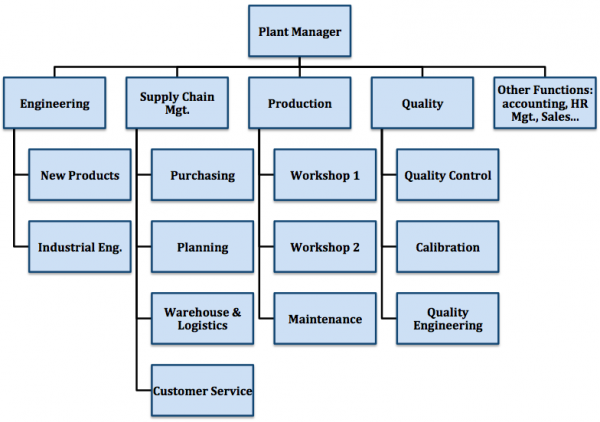 Plant Manager
Engineering
Supply Chain
Mgt.
Production
Quality
Other Functions:
accounting, HR
Mgt., Sales...
New Products
Purchasing
Workshop 1
Quality Control
Industrial Eng.
Planning
Workshop 2
Calibration
Warehouse &
Logistics
Maintenance
Quality
Engineering
Customer Service